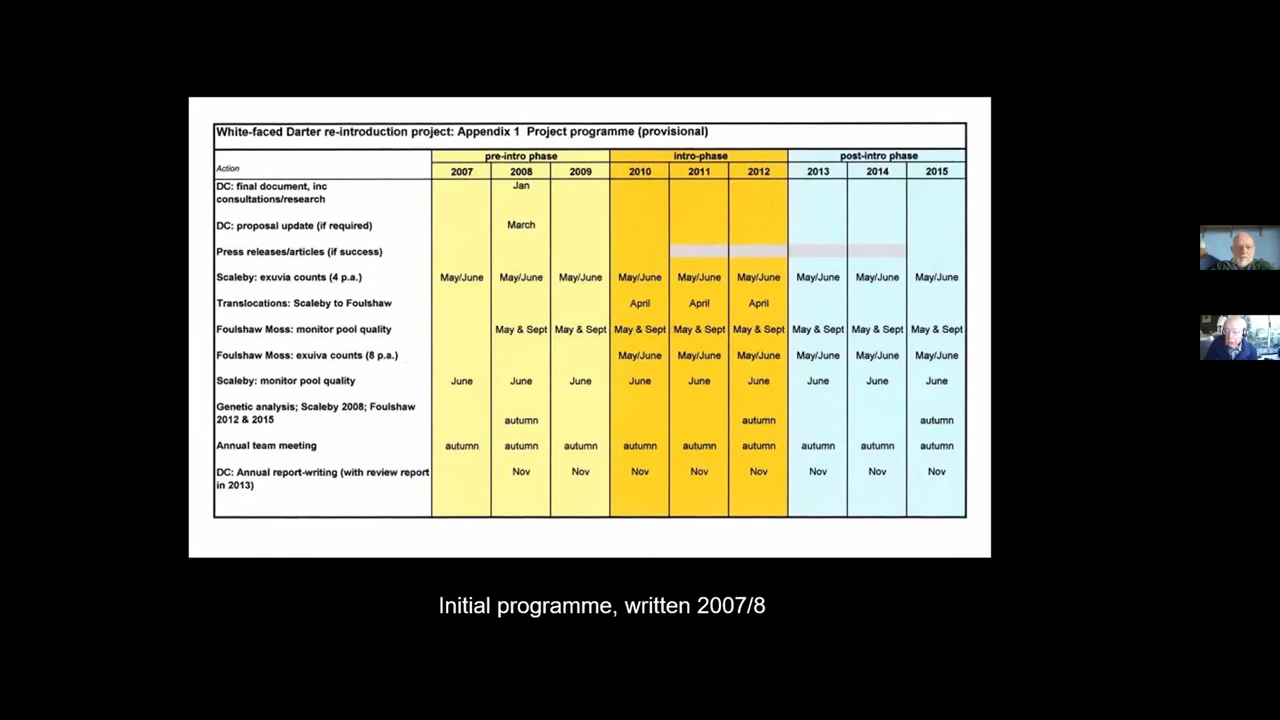 White-faced Darter re-introduction project: Appendix 1 Project programme (provisional)
pre-intro phase intro-phase post-intro phase
Action 2007 2008 2009 2010 2011 2012 2013 2014 2015
DC: final document, inc Jan
consultations/research
DC: proposal update (if required) March
Press releases/articles (if success)
Scaleby: exuvia counts (4 p.a.) May/June May/June May/June May/June May/June May/June May/June May/June May/June
Translocations: Scaleby to Foulshaw April April April
Foulshaw Moss: monitor pool quality May & Sept May & Sept May & Sept May & Sept May & Sept May & Sept May & Sept May & Sept
Foulshaw Moss: exuiva counts (8 p.a.) May/June May/June May/June May/June May/June May/June
Scaleby: monitor pool quality June June June June June June June June June
Genetic analysis; Scaleby 2008; Foulshaw
2012 & 2015 autumn autumn autumn
Annual team meeting autumn autumn autumn autumn autumn autumn autumn autumn autumn
DC: Annual report-writing (with review report Nov Nov Nov Nov Nov Nov Nov Nov
in 2013)
Initial programme, written 2007/8